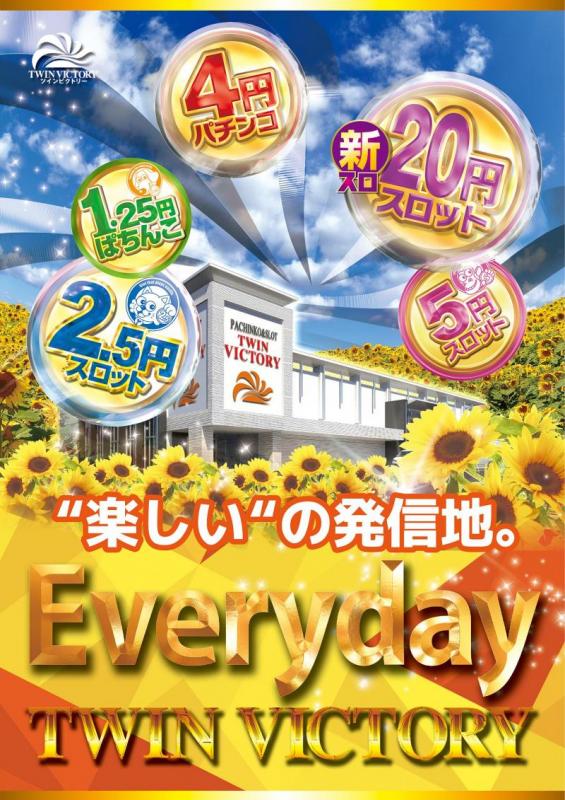 TWIN VICTORY
ツインビクトリー
4円
パチンコ
新
スロ
20円
スロット
1.25円
ぱちんこ
2.5円
スロット
5円
スロット
PACHINKO&SLOT
TWIN
VICTORY
“楽しい“の発信地。
Everyday
TWIN VICTORY